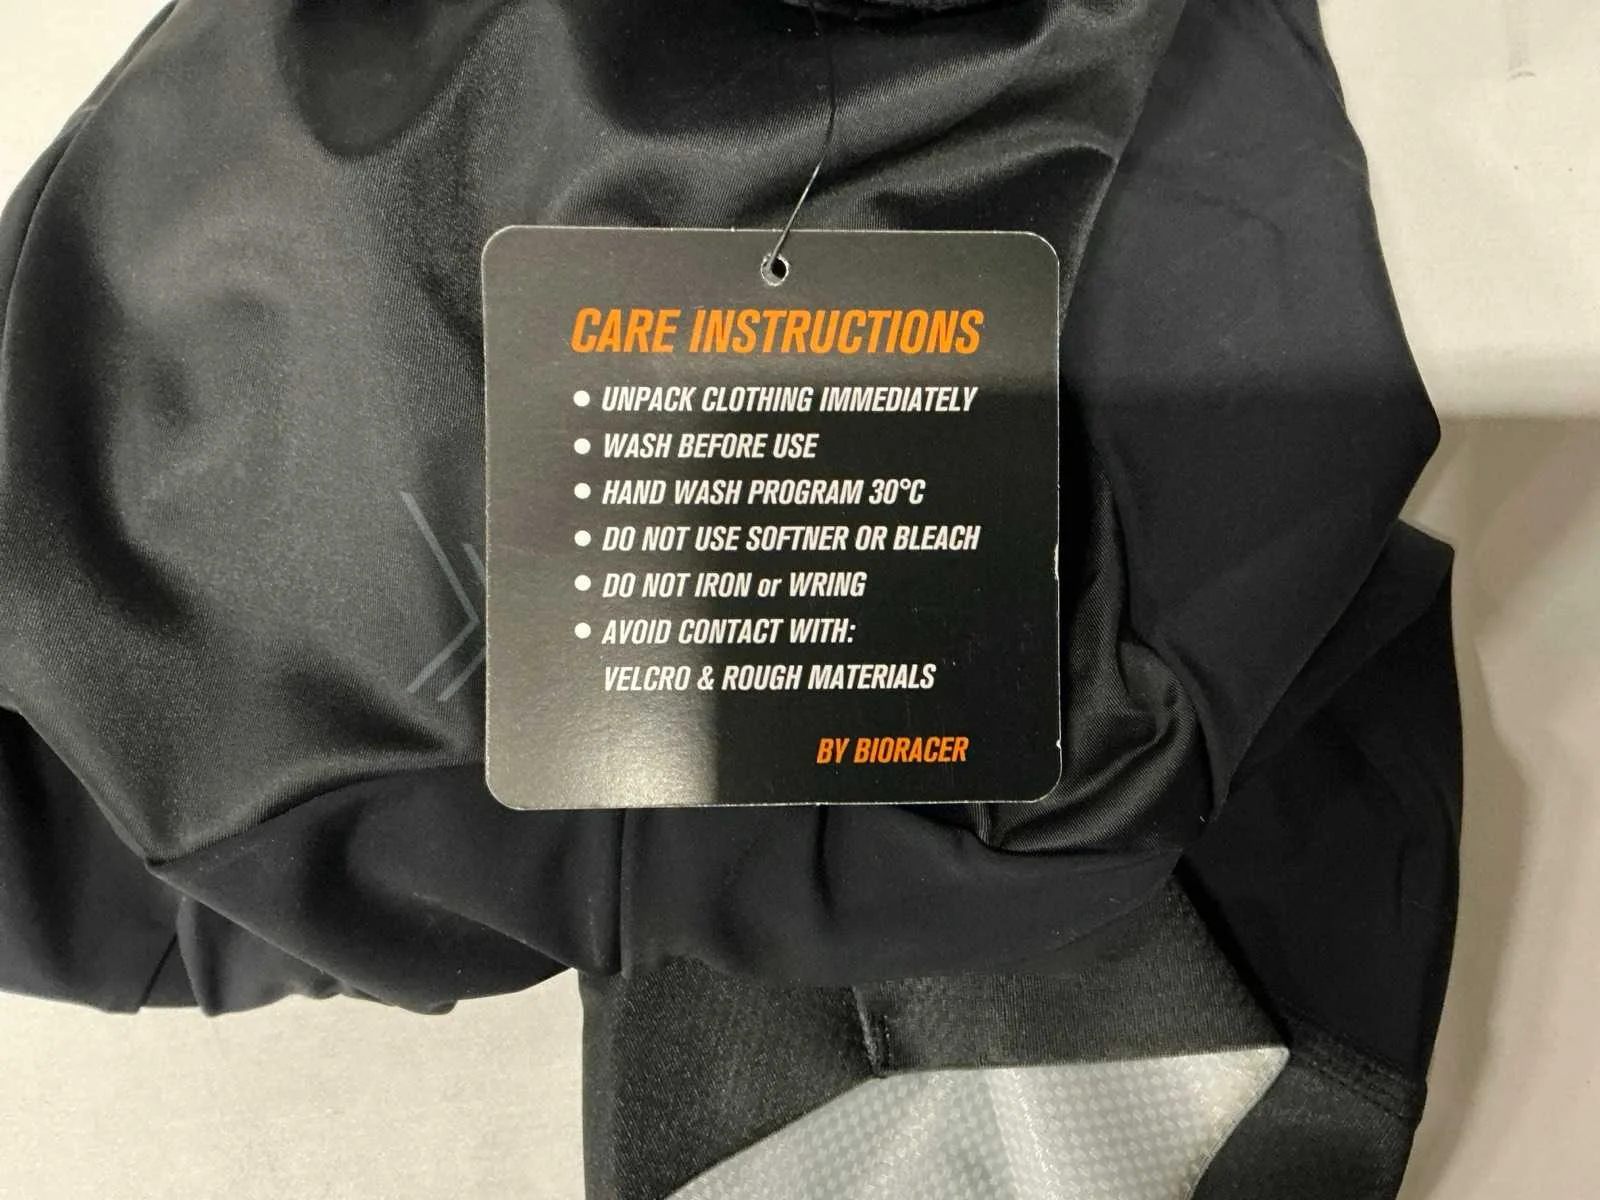 CARE INSTRUCTIONS
• UNPACK CLOTHING IMMEDIATELY
• WASH BEFORE USE
• HAND WASH PROGRAM 30°C
• DO NOT USE SOFTNER OR BLEACH
• DO NOT IRON or WRING
• AVOID CONTACT WITH:
VELCRO & ROUGH MATERIALS
BY BIORACER